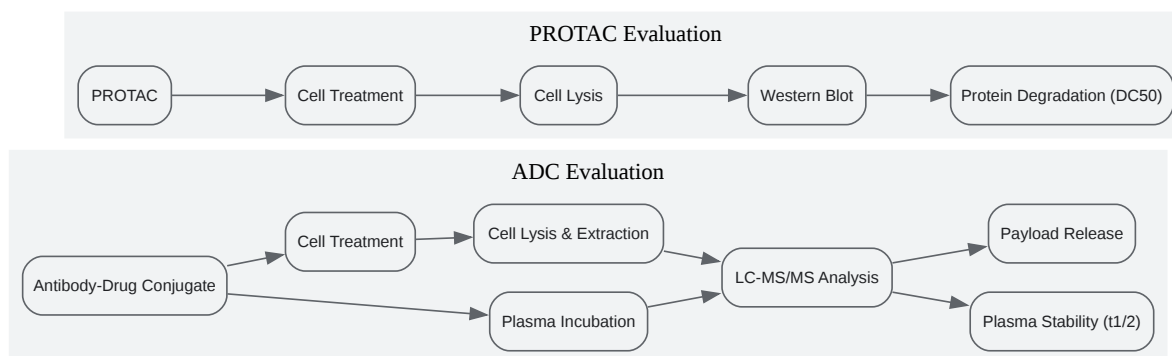 PROTAC Evaluation
PROTAC
Cell Treatment
Cell Lysis
Western Blot
Protein Degradation (DC50)
ADC Evaluation
Antibody-Drug Conjugate
Cell Treatment
Cell Lysis & Extraction
Plasma Incubation
LC-MS/MS Analysis
Payload Release
Plasma Stability (t1/2)